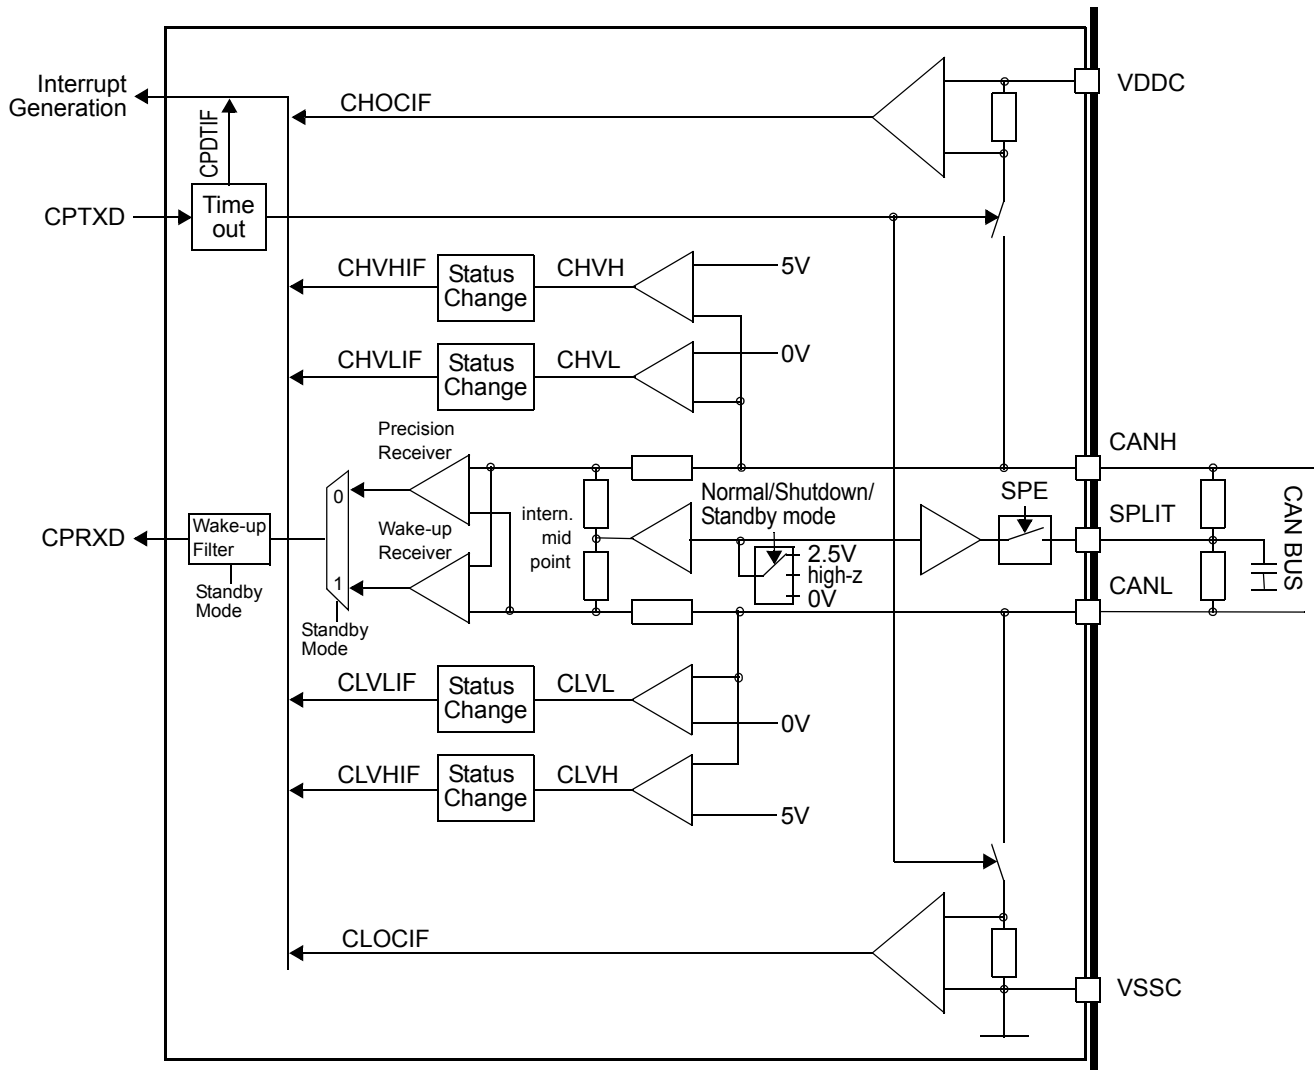 Interrupt
Generation
CPDTIF
CHOCIF
VDDC
CPTXD
Time
out
CHVHIF
Status
Change
CHVH
5V
CHVLIF
Status
Change
CHVL
0V
Precision
Receiver
CANH
Normal/Shutdown/
Standby mode
SPE
0
intern.
mid
point
SPLIT
CPRXD
Wake-up
Filter
Wake-up
Receiver
2.5V
high-z
0V
CAN BUS
1
CANL
Standby
Mode
Standby
Mode
CLVLIF
Status
Change
CLVL
0V
CLVHIF
Status
Change
CLVH
5V
CLOCIF
VSSC